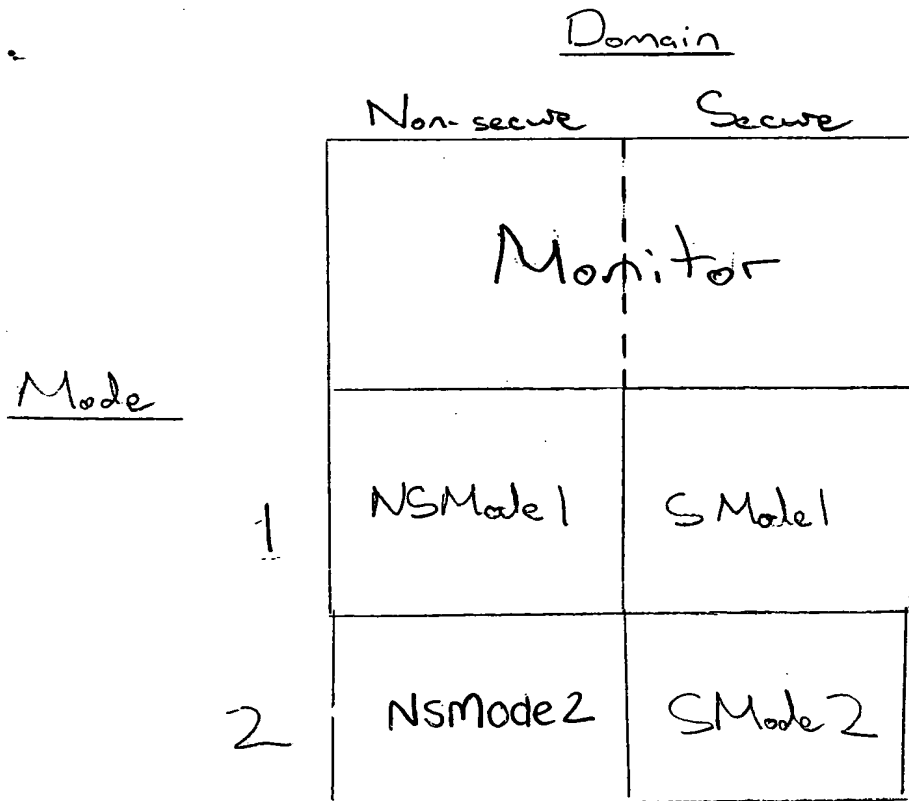 Domain
Non-secure Secure
Monitor
Mode
1 NSMode1 SMode1
2 NSMode2 SMode2